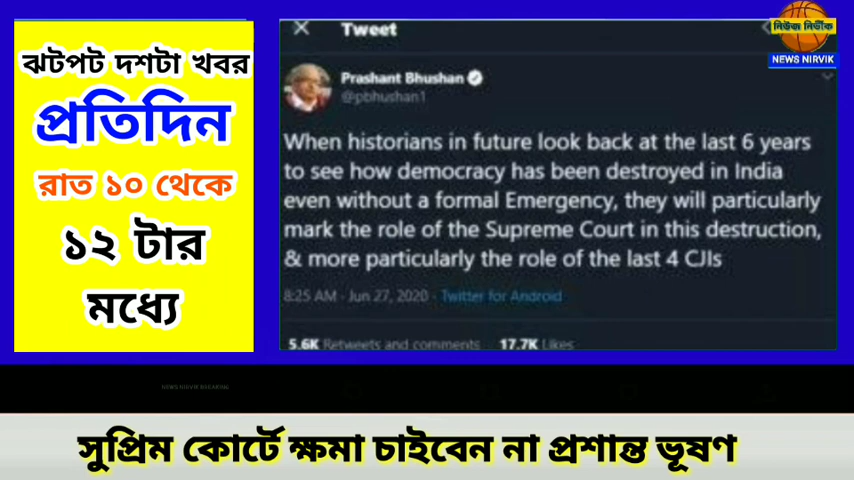 ঝটপট দশটা খবর
প্রতিদিন
রাত ১০ থেকে
১২ টার
মধ্যে
Tweet
Prashant Bhushan
@pbhushan1
When historians in future look back at the last 6 years
to see how democracy has been destroyed in India
even without a formal Emergency, they will particularly
mark the role of the Supreme Court in this destruction,
& more particularly the role of the last 4 CJIs
8:25 AM · Jun 27, 2020 · Twitter for Android
5.6K Retweets and comments 17.7K Likes
নিউজ নির্ভীক
NEWS NIRVIK
সুপ্রিম কোর্টে ক্ষমা চাইবেন না প্রশান্ত ভূষণ